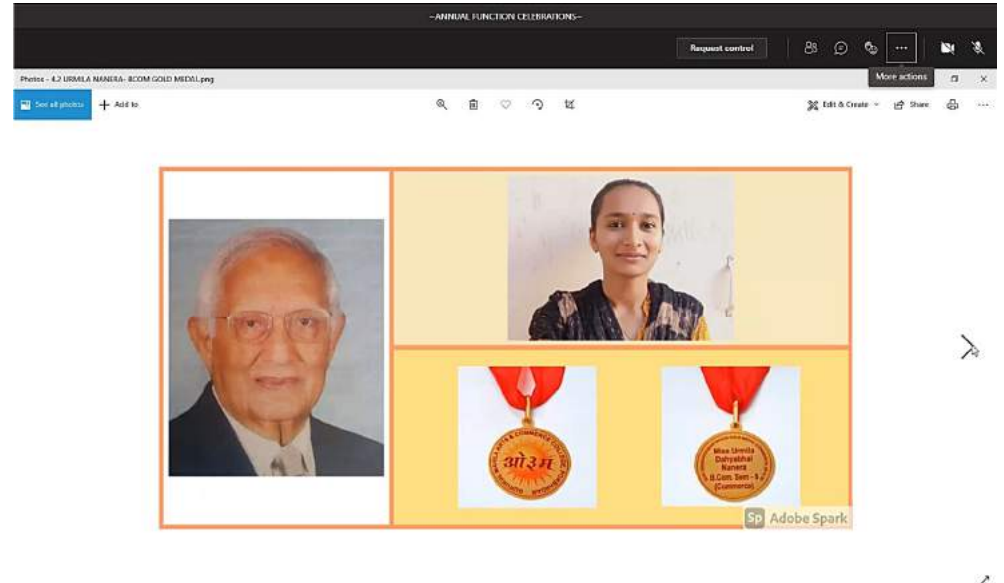 ~ANNUAL FUNCTION CELEBRATIONS~
Request control
More actions
Photos - 4.2 URMILA NANERA- BCOM GOLD MEDAL.png
See all photos
Add to
Edit & Create
Share
ओ३म
Miss Urmila
Dahyabhai
Nanera
B.Com. Sem - 6
(Commerce)
Sp Adobe Spark